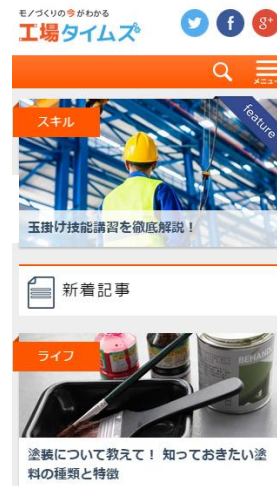 モノづくりの今がわかる
工場タイムズ
f
g+
メニュー
スキル
feature
玉掛け技能講習を徹底解説！
新着記事
ライフ
BEHAN
塗装について教えて！ 知っておきたい塗
料の種類と特徴